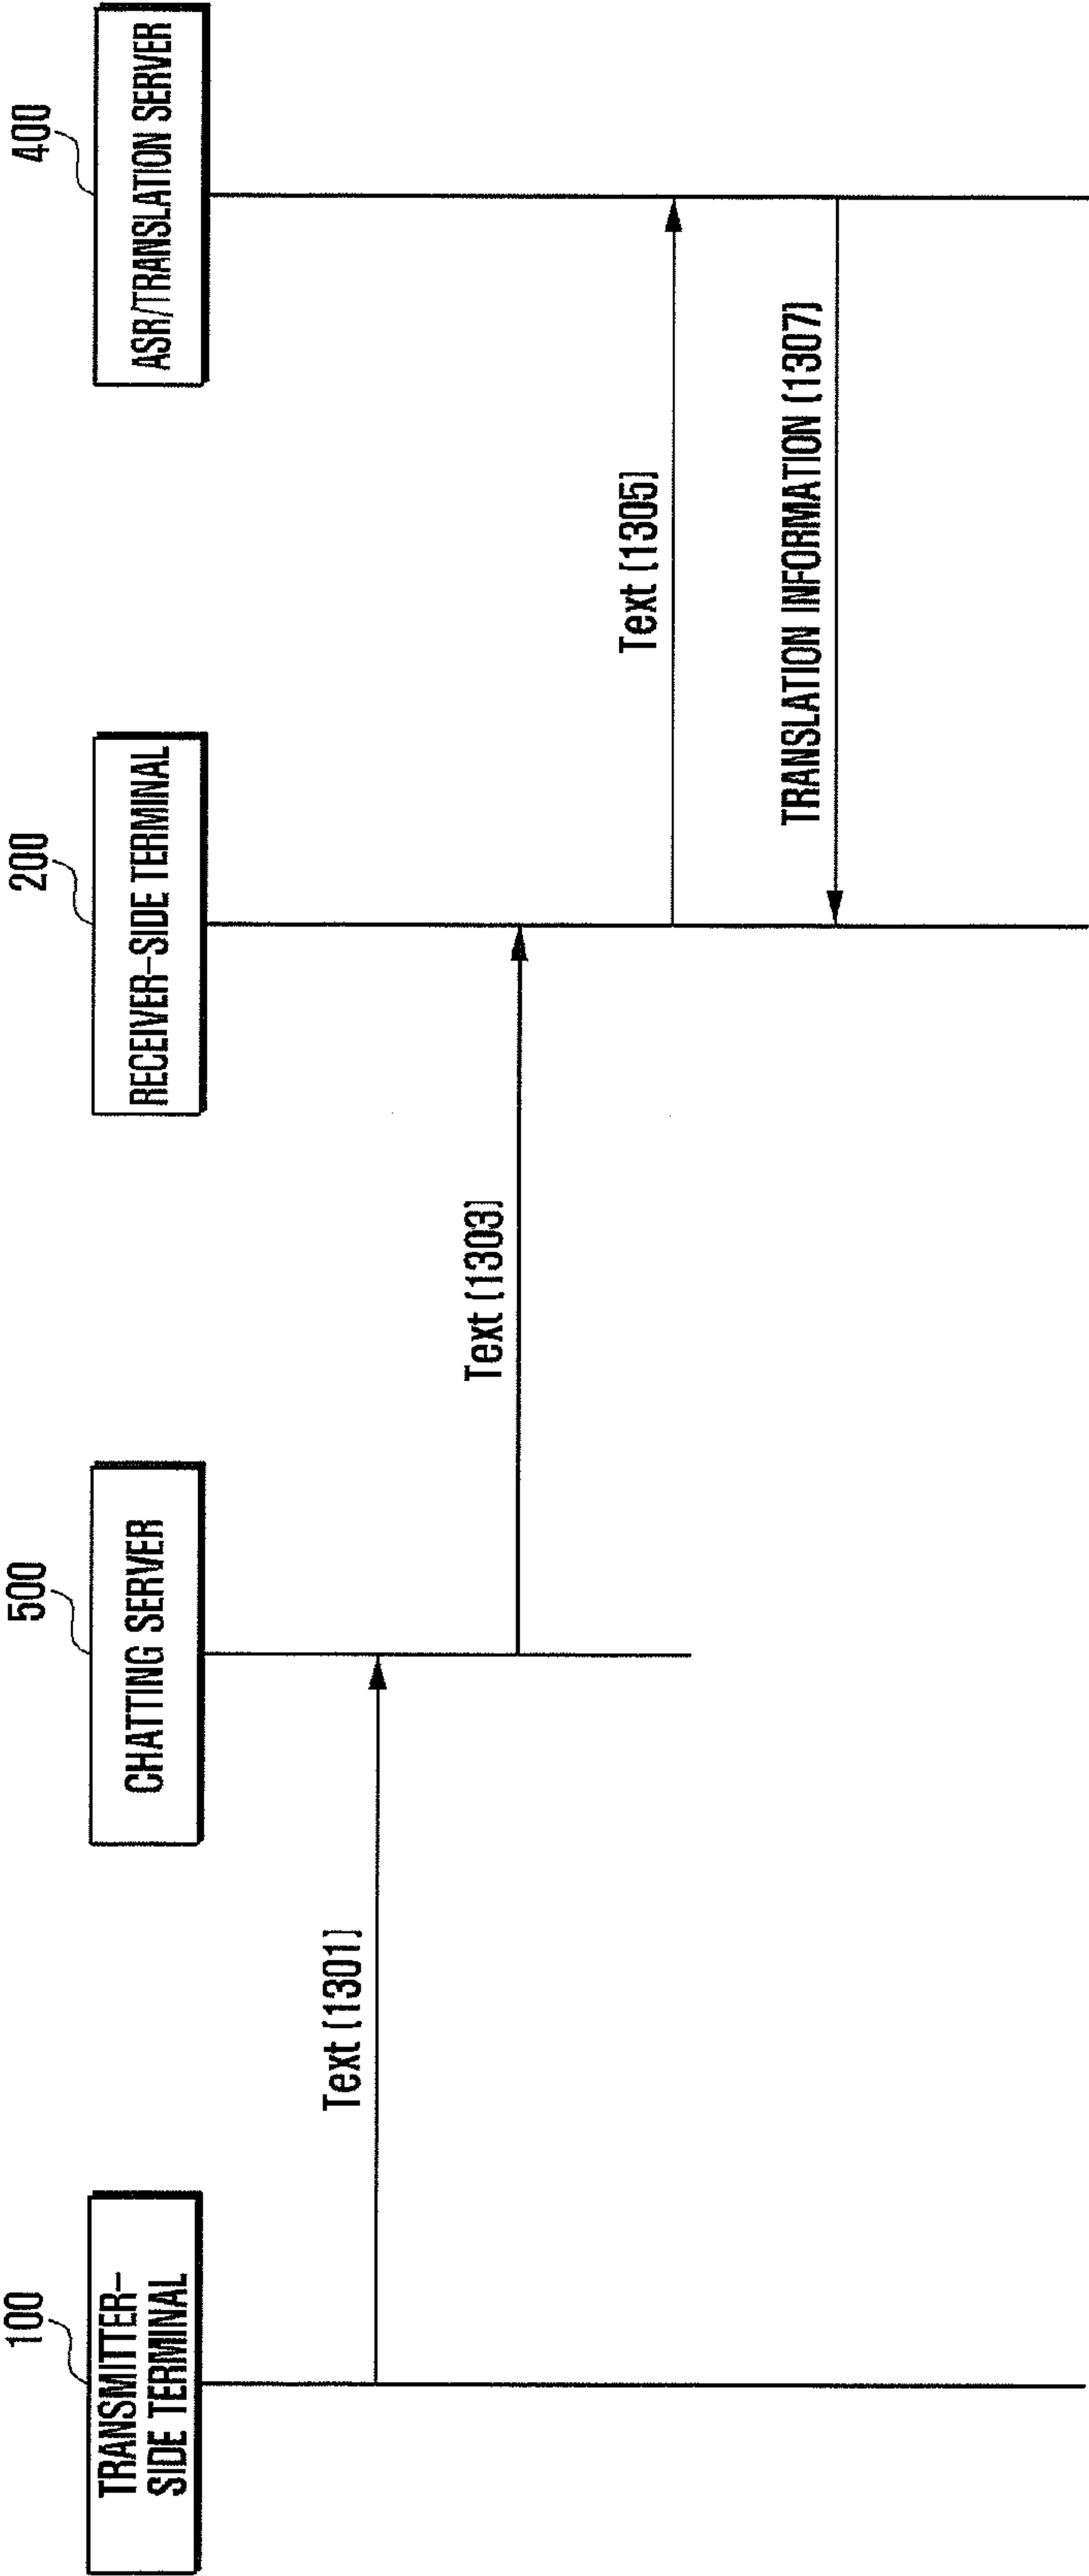 100
TRANSMITTER-
SIDE TERMINAL
500
CHATTING SERVER
200
RECEIVER-SIDE TERMINAL
400
ASR/TRANSLATION SERVER
Text (1301)
Text (1303)
Text (1305)
TRANSLATION INFORMATION (1307)